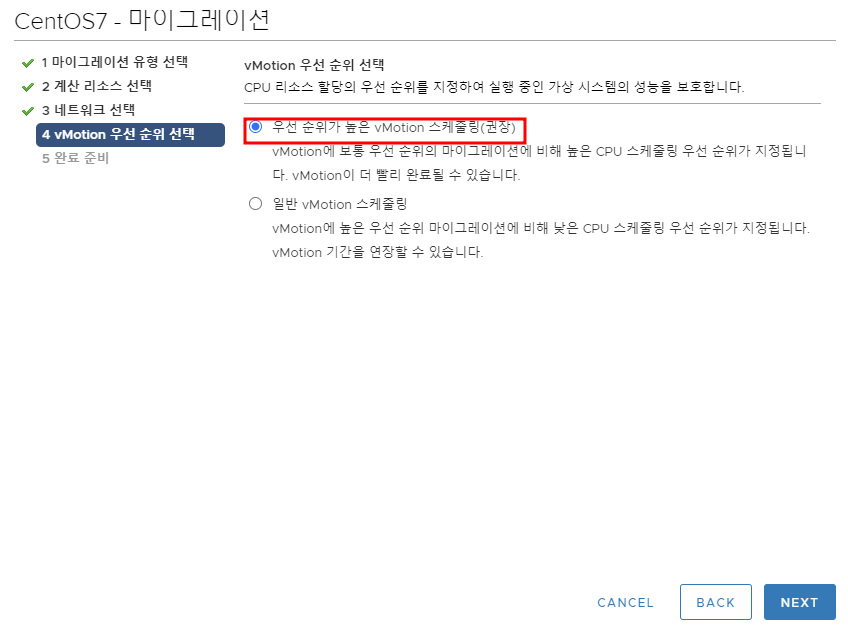 CentOS7 - 마이그레이션
1 마이그레이션 유형 선택
2 계산 리소스 선택
3 네트워크 선택
4 vMotion 우선 순위 선택
5 완료 준비
vMotion 우선 순위 선택
CPU 리소스 할당의 우선 순위를 지정하여 실행 중인 가상 시스템의 성능을 보호합니다.
우선 순위가 높은 vMotion 스케줄링(권장)
vMotion에 보통 우선 순위의 마이그레이션에 비해 높은 CPU 스케줄링 우선 순위가 지정됩니
다. vMotion이 더 빨리 완료될 수 있습니다.
일반 vMotion 스케줄링
vMotion에 높은 우선 순위 마이그레이션에 비해 낮은 CPU 스케줄링 우선 순위가 지정됩니다.
vMotion 기간을 연장할 수 있습니다.
CANCEL
BACK
NEXT